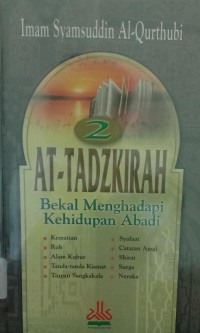 Imam Syamsuddin Al-Qurthubi
2
AT-TADZKIRAH
Bekal Menghadapi
Kehidupan Abadi
Kematian
Roh
Alam Kubur
Tanda-tanda Kiamat
Tiupan Sangkakala
Syafaat
Catatan Amal
Shirat
Surga
Neraka